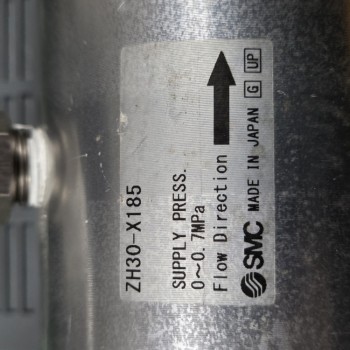 ZH30-X185
SUPPLY PRESS.
0～0.7MPa
Flow Direction
SMC MADE IN JAPAN G UP